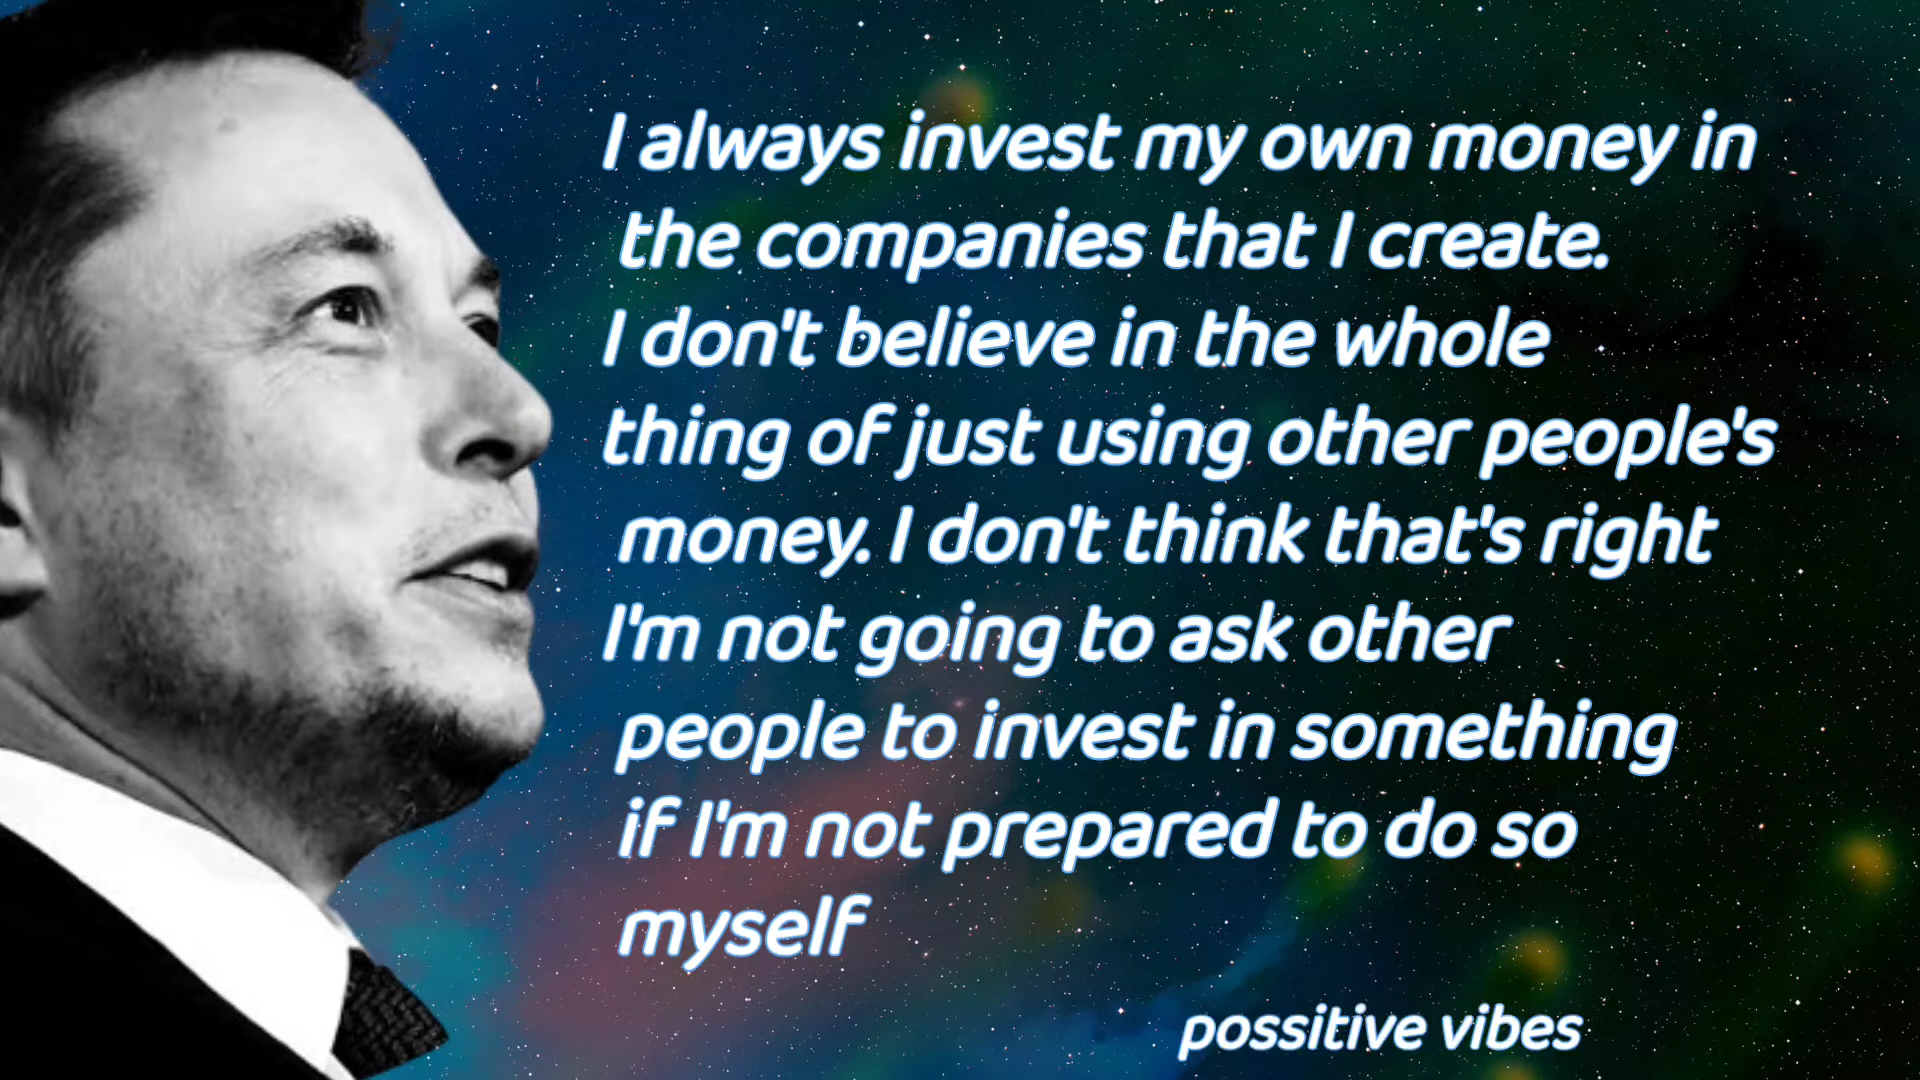 I always invest my own money in
the companies that I create.
I don't believe in the whole
thing of just using other people's
money. I don't think that's right
I'm not going to ask other
people to invest in something
if I'm not prepared to do so
myself
possitive vibes